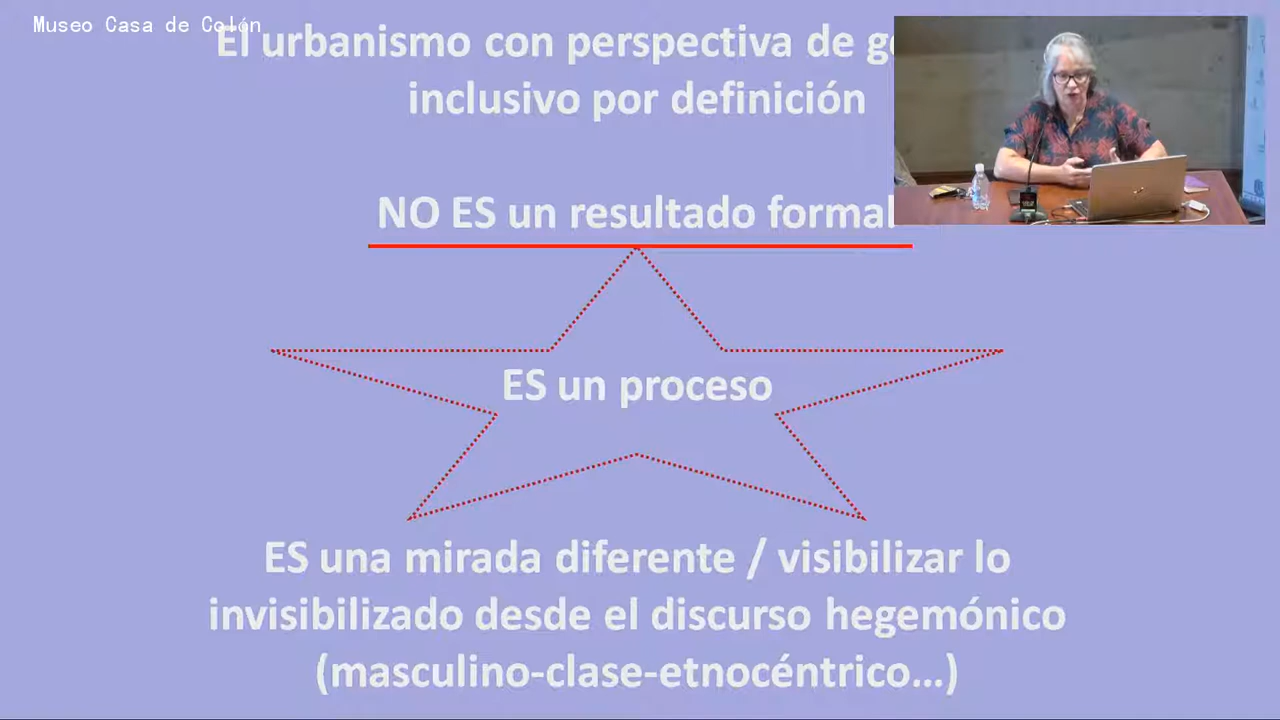 Museo Casa de Colón
El urbanismo con perspectiva de
inclusivo por definición
NO ES un resultado formal
ES un proceso
ES una mirada diferente / visibilizar lo
invisibilizado desde el discurso hegemónico
(masculino-clase-etnocéntrico...)